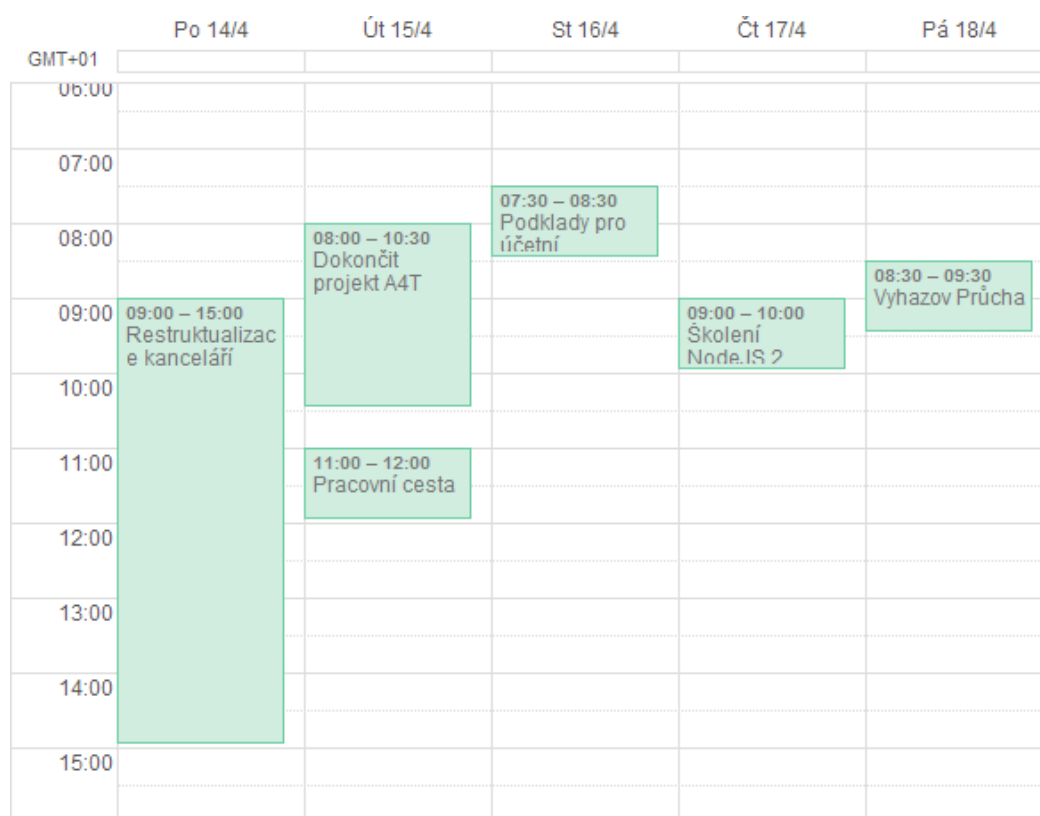 Po 14/4
Út 15/4
St 16/4
Čt 17/4
Pá 18/4
GMT+01
06:00
07:00
08:00
09:00
10:00
11:00
12:00
13:00
14:00
15:00
09:00 – 15:00
Restruktualizac
e kanceláří
08:00 – 10:30
Dokončit
projekt A4T
11:00 – 12:00
Pracovní cesta
07:30 – 08:30
Podklady pro
účetní
09:00 – 10:00
Školení
NodeJS 2
08:30 – 09:30
Vyhazov Průcha